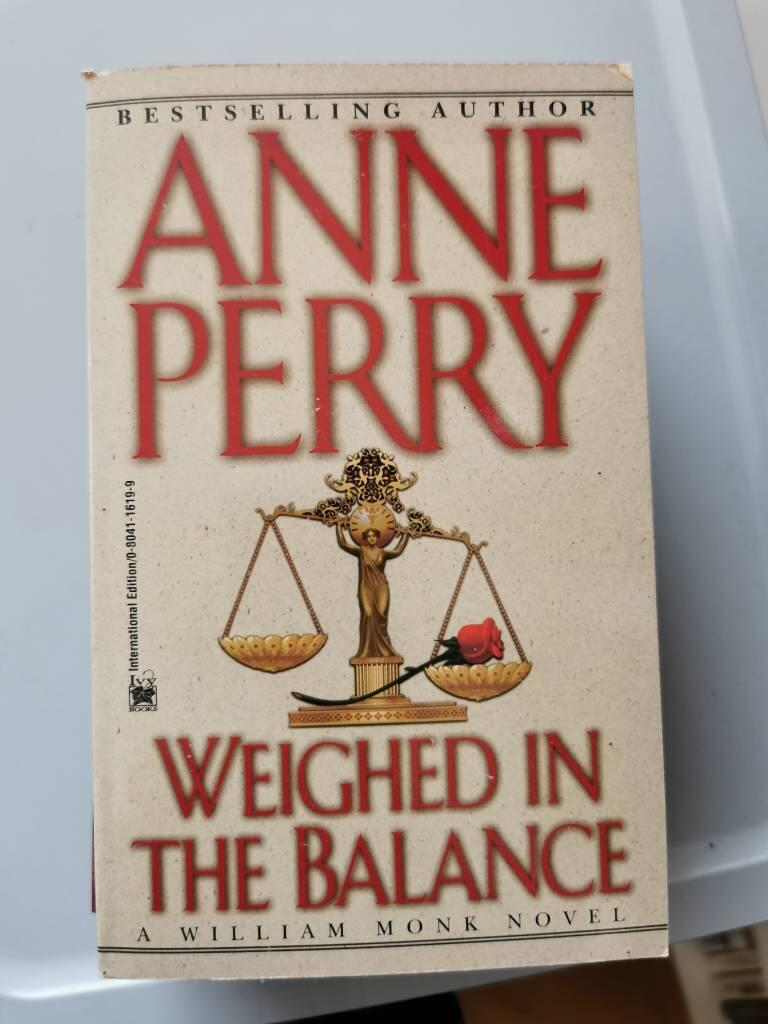 BESTSELLING AUTHOR
ANNE
PERRY
International Edition/0-8041-1619-9
Ivy
BOOKS
WEIGHED IN
THE BALANCE
A WILLIAM MONK NOVEL